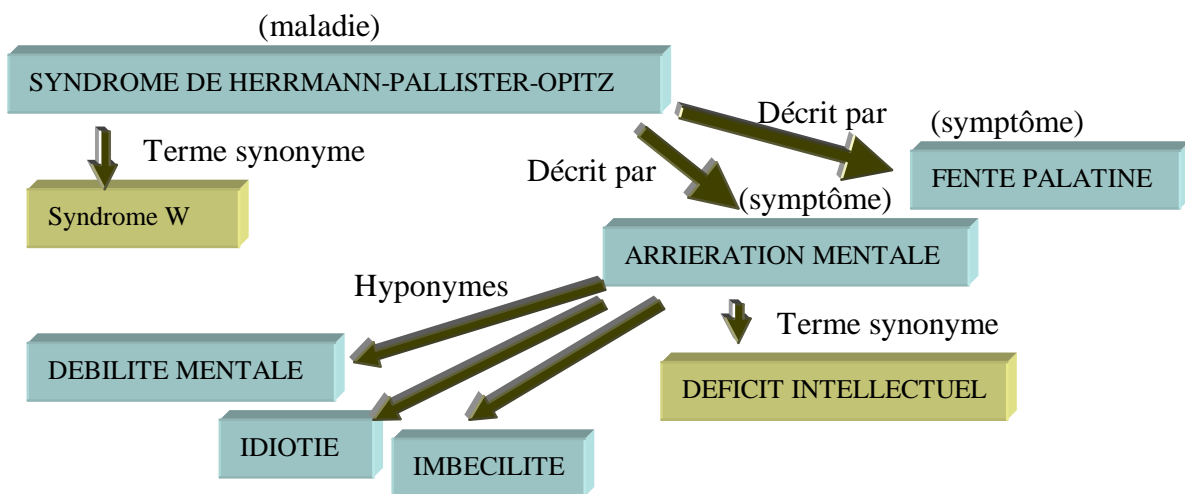 (maladie)
SYNDROME DE HERRMANN-PALLISTER-OPITZ
Décrit par
(symptôme)
Terme synonyme
Décrit par
FENTE PALATINE
(symptôme)
Syndrome W
ARRIERATION MENTALE
Hyponymes
Terme synonyme
DEBILITE MENTALE
DEFICIT INTELLECTUEL
IDIOTIE
IMBECILITE